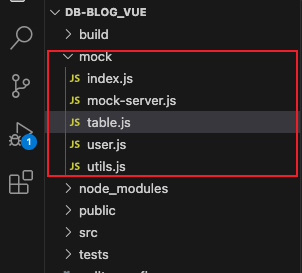 DB-BLOG_VUE
build
mock
JS index.js
JS mock-server.js
JS table.js
JS user.js
JS utils.js
node_modules
public
src
tests
1